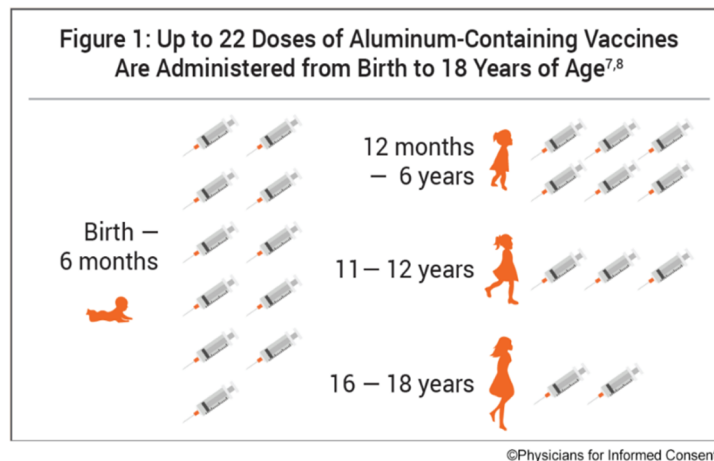 Figure 1: Up to 22 Doses of Aluminum-Containing Vaccines
Are Administered from Birth to 18 Years of Age7,8
Birth –
6 months
12 months
– 6 years
11– 12 years
16 – 18 years
©Physicians for Informed Consent